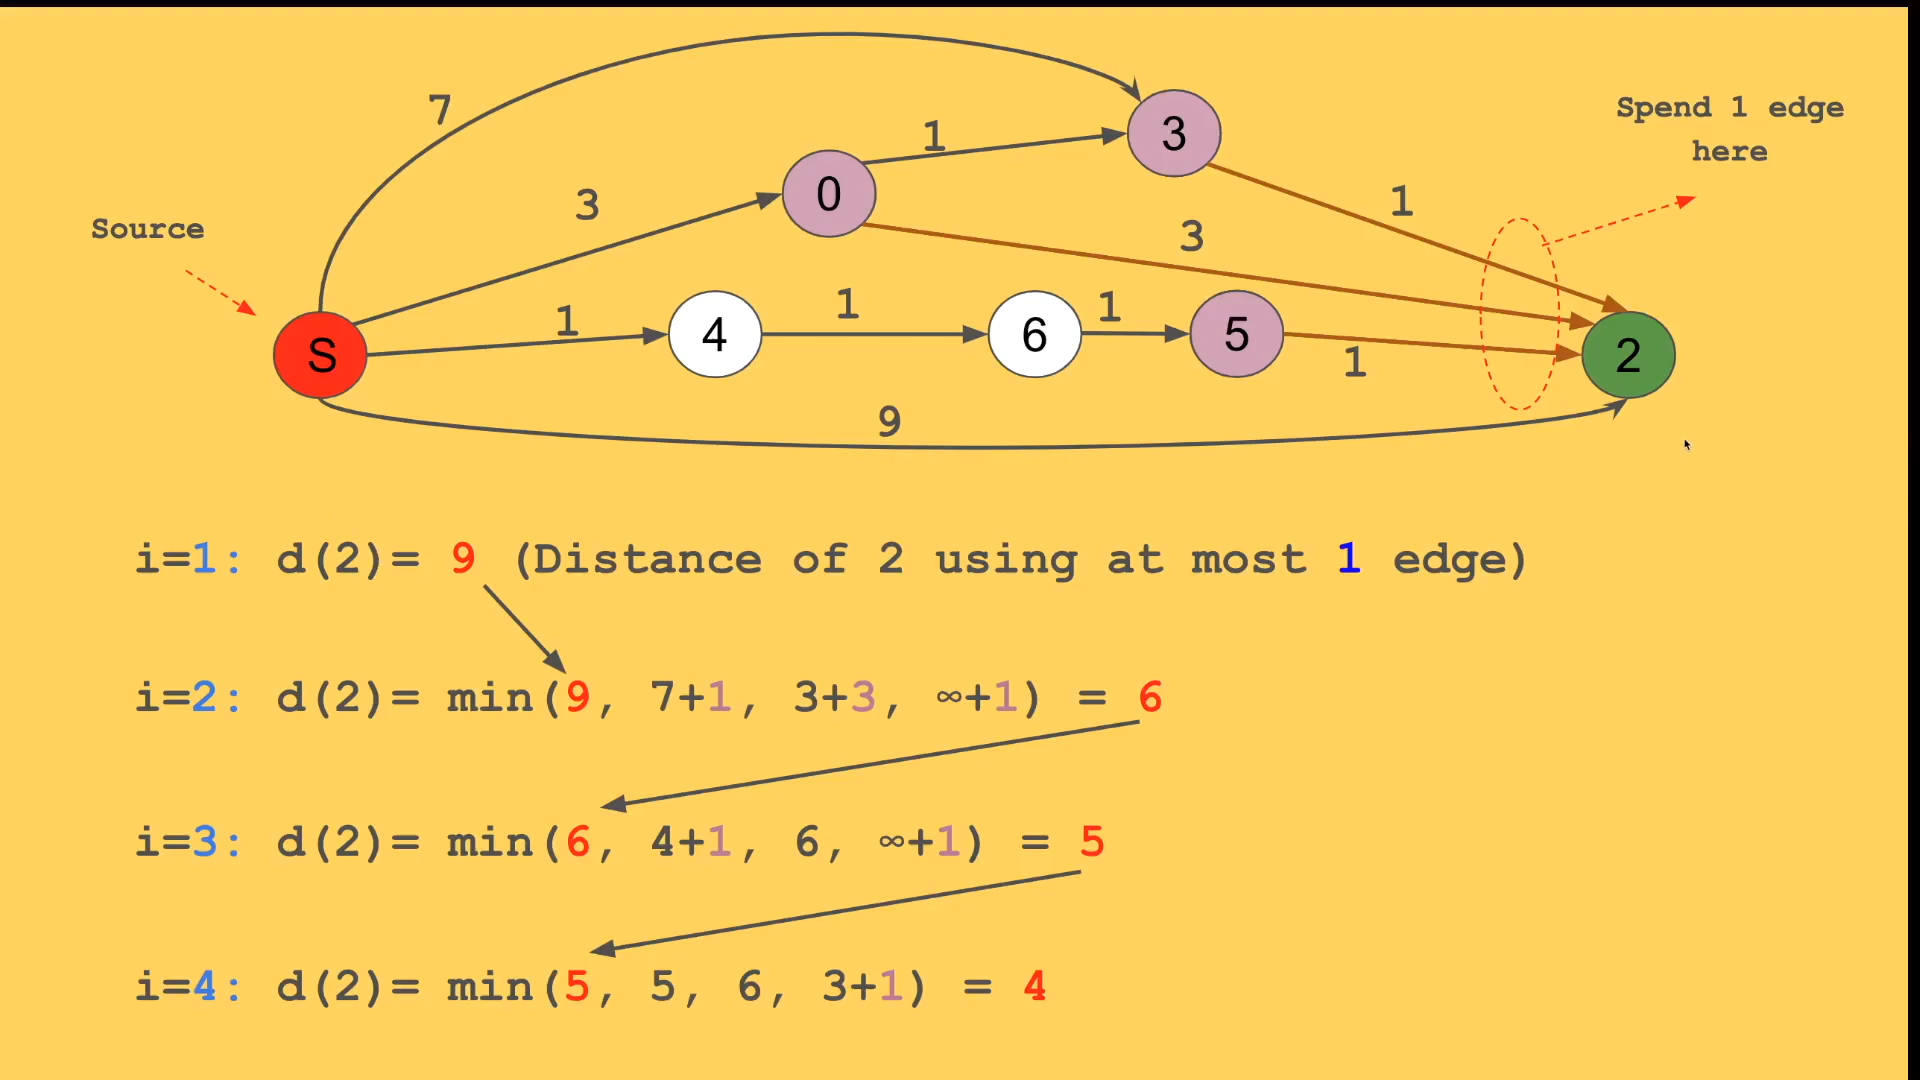 7
1
3
Spend 1 edge
here
3
0
1
3
Source
S
1
4
1
6
1
5
1
2
9
i=1: d(2)= 9 (Distance of 2 using at most 1 edge)
i=2: d(2)= min(9, 7+1, 3+3, ∞+1) = 6
i=3: d(2)= min(6, 4+1, 6, ∞+1) = 5
i=4: d(2)= min(5, 5, 6, 3+1) = 4